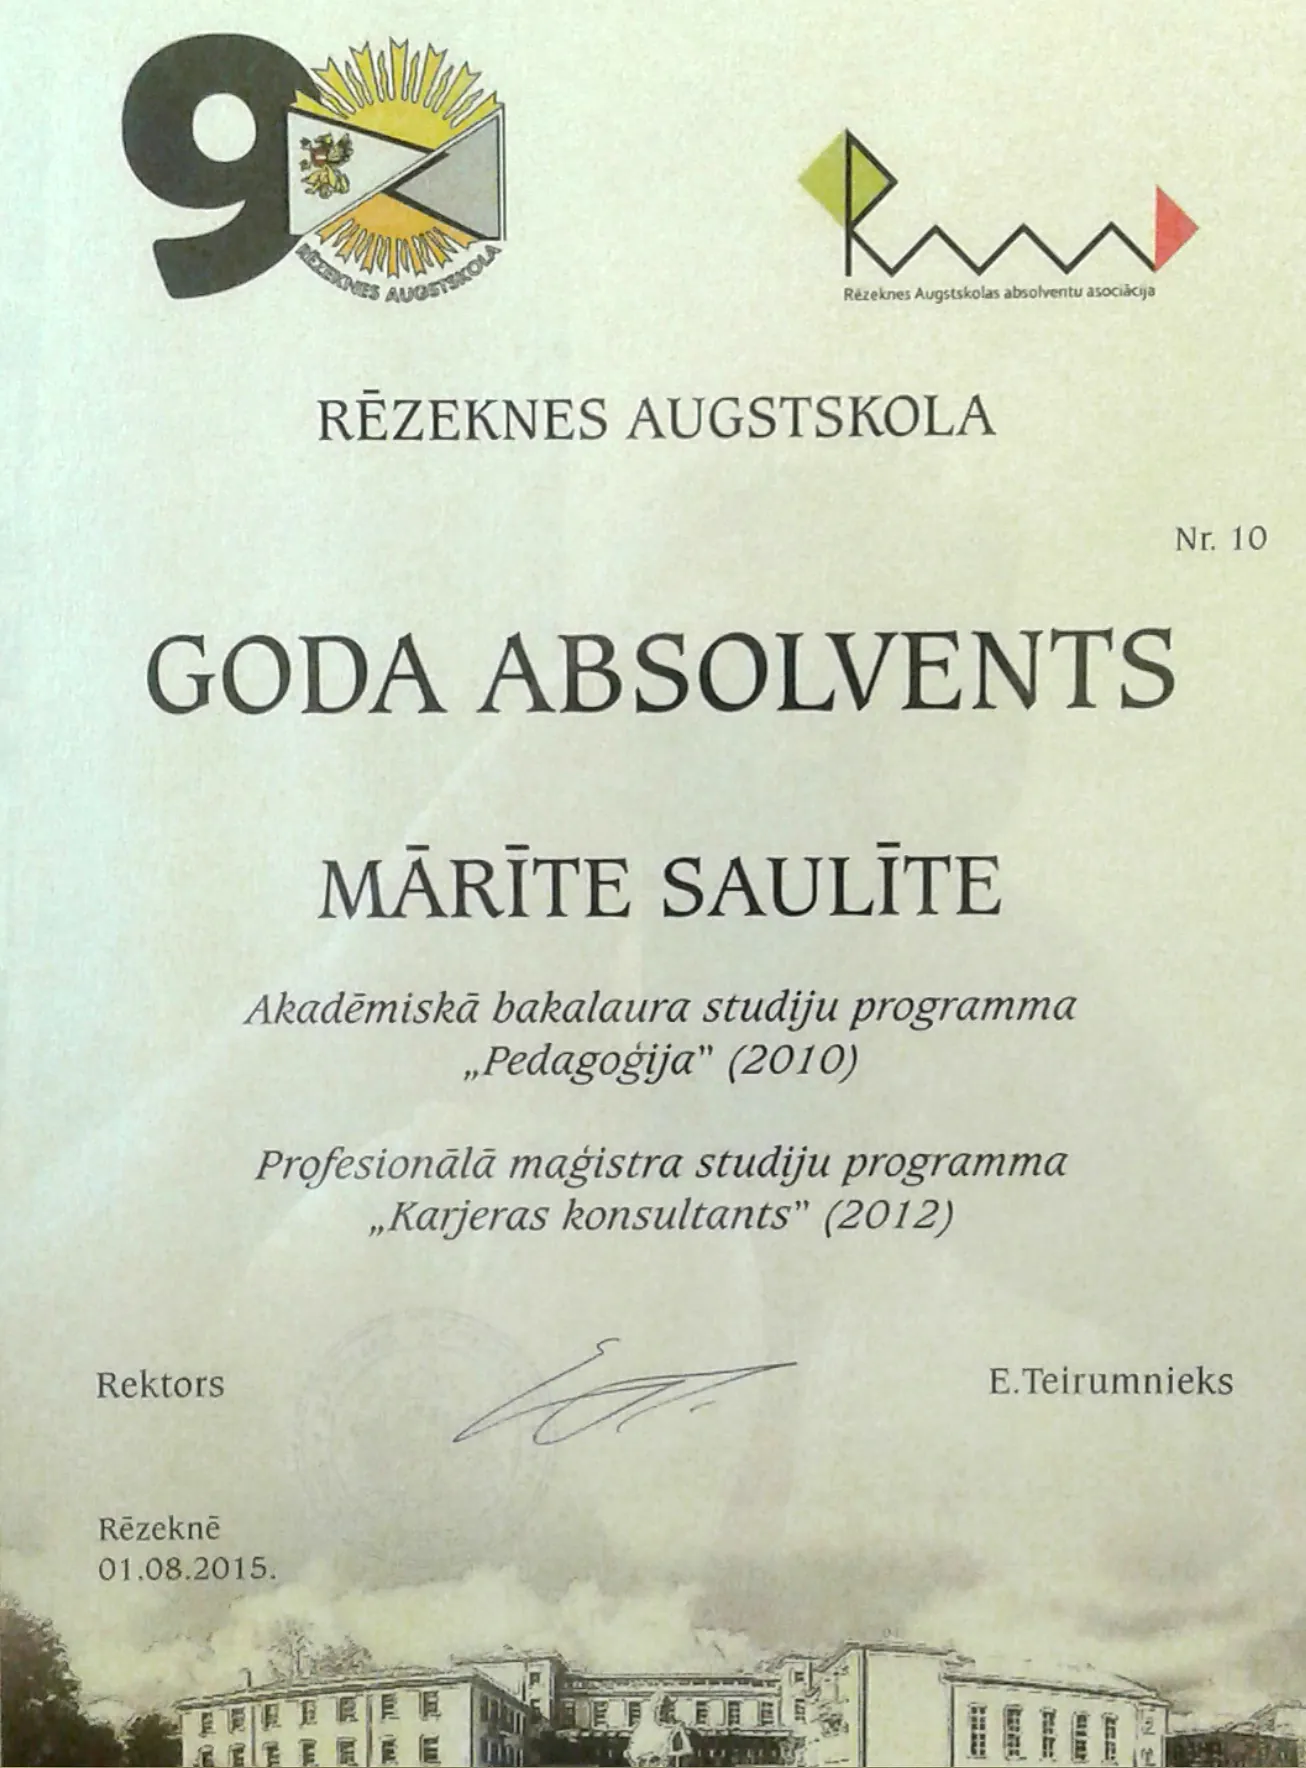 9
RĒZEKNES AUGSTSKOLA
Rēzeknes Augstskolas absolventu asociācija
RĒZEKNES AUGSTSKOLA
Nr. 10
GODA ABSOLVENTS
MĀRĪTE SAULĪTE
Akadēmiskā bakalaura studiju programma
„Pedagoģija” (2010)
Profesionālā maģistra studiju programma
„Karjeras konsultants” (2012)
Rektors E.Teirumnieks
Rēzeknē
01.08.2015.